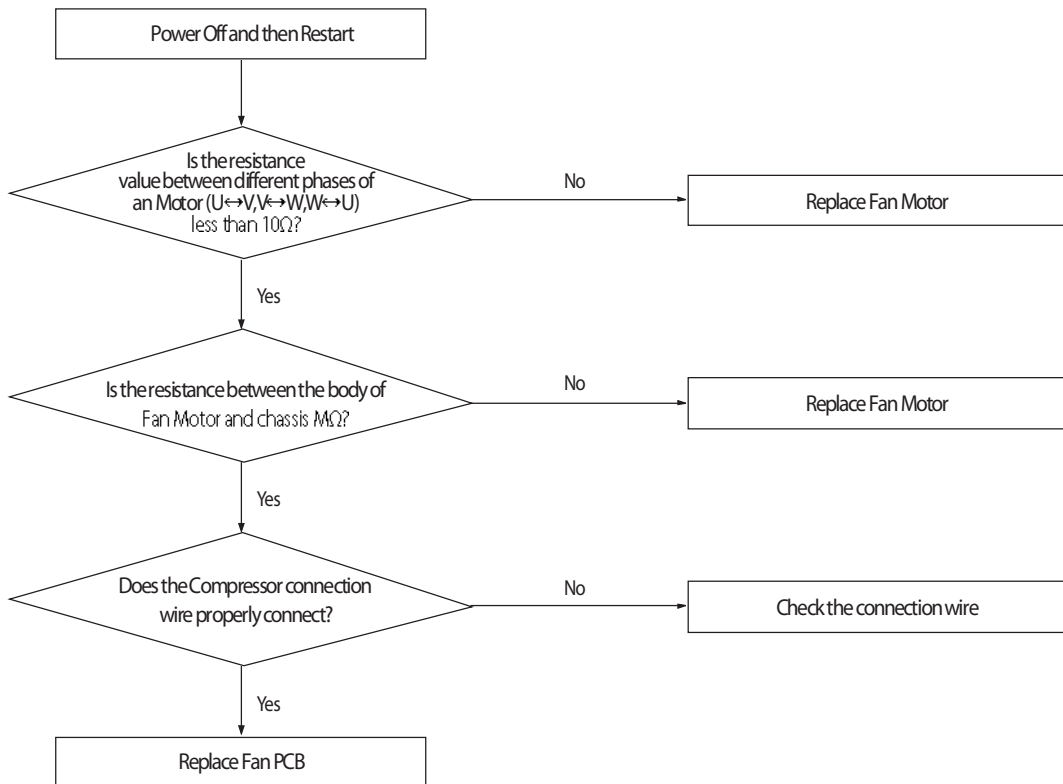 Power Off and then Restart
Is the resistance
value between different phases of
an Motor (U↔V,V↔W,W↔U)
less than 10Ω?
No
Replace Fan Motor
Yes
Is the resistance between the body of
Fan Motor and chassis MΩ?
No
Replace Fan Motor
Yes
Does the Compressor connection
wire properly connect?
No
Check the connection wire
Yes
Replace Fan PCB